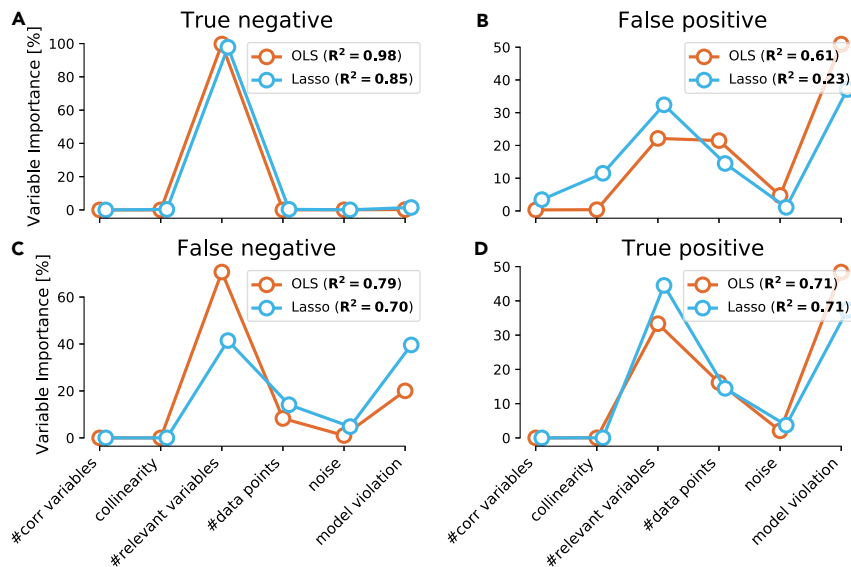 A
True negative
Variable Importance [%]
100
80
60
40
20
0
OLS (R² = 0.98)
Lasso (R² = 0.85)
B
False positive
50
40
30
20
10
0
OLS (R² = 0.61)
Lasso (R² = 0.23)
C
False negative
Variable Importance [%]
60
40
20
0
OLS (R² = 0.79)
Lasso (R² = 0.70)
#corr variables
collinearity
#relevant variables
#data points
noise
model violation
D
True positive
50
40
30
20
10
0
OLS (R² = 0.71)
Lasso (R² = 0.71)
#corr variables
collinearity
#relevant variables
#data points
noise
model violation